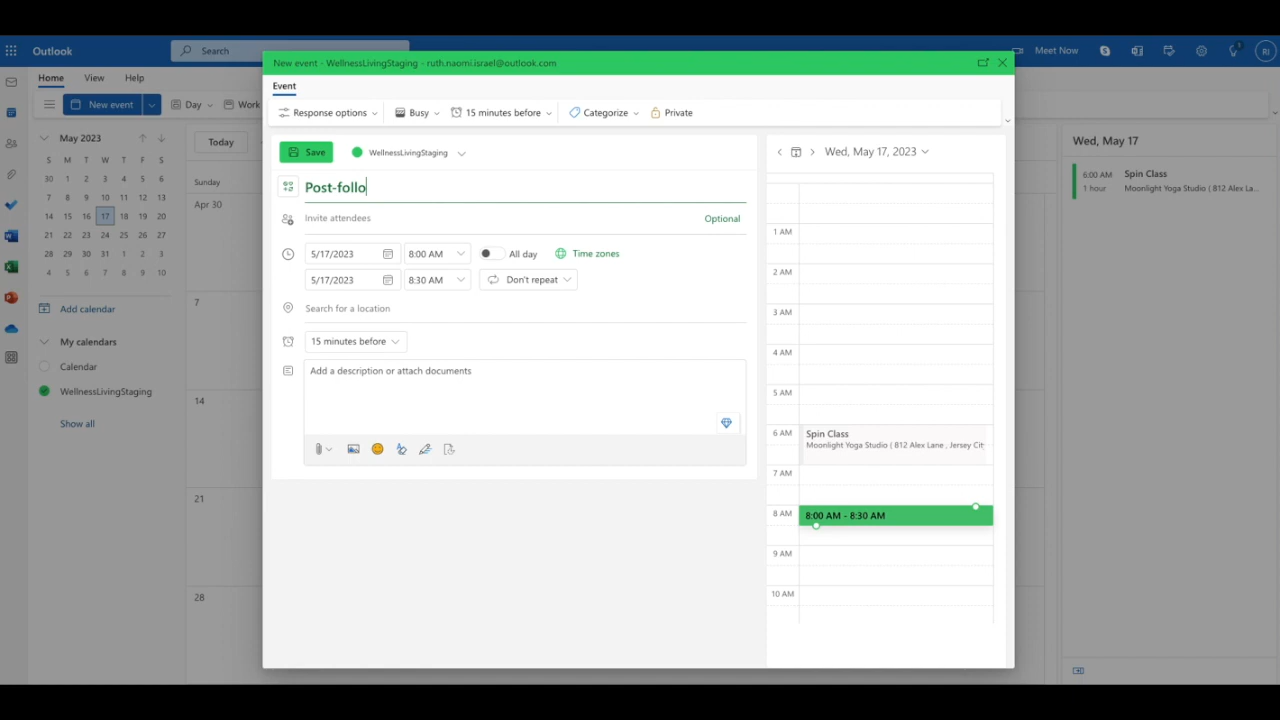 Outlook
Search
Meet Now
RI
Home
View
Help
New event
Day
Work
May 2023
S M T W T F S
30 1 2 3 4 5 6
7 8 9 10 11 12 13
14 15 16 17 18 19 20
21 22 23 24 25 26 27
28 29 30 31 1 2 3
4 5 6 7 8 9 10
Add calendar
My calendars
Calendar
WellnessLivingStaging
Show all
Today
Sunday
Apr 30
7
14
21
28
New event - WellnessLivingStaging - ruth.naomi.israel@outlook.com
Event
Response options
Busy
15 minutes before
Categorize
Private
Save
WellnessLivingStaging
Post-follo
Invite attendees
Optional
5/17/2023
8:00 AM
All day
Time zones
5/17/2023
8:30 AM
Don't repeat
Search for a location
15 minutes before
Add a description or attach documents
Wed, May 17, 2023
1 AM
2 AM
3 AM
4 AM
5 AM
6 AM
Spin Class
Moonlight Yoga Studio ( 812 Alex Lane , Jersey City
7 AM
8 AM
8:00 AM - 8:30 AM
9 AM
10 AM
Wed, May 17
6:00 AM
Spin Class
1 hour
Moonlight Yoga Studio ( 812 Alex La...